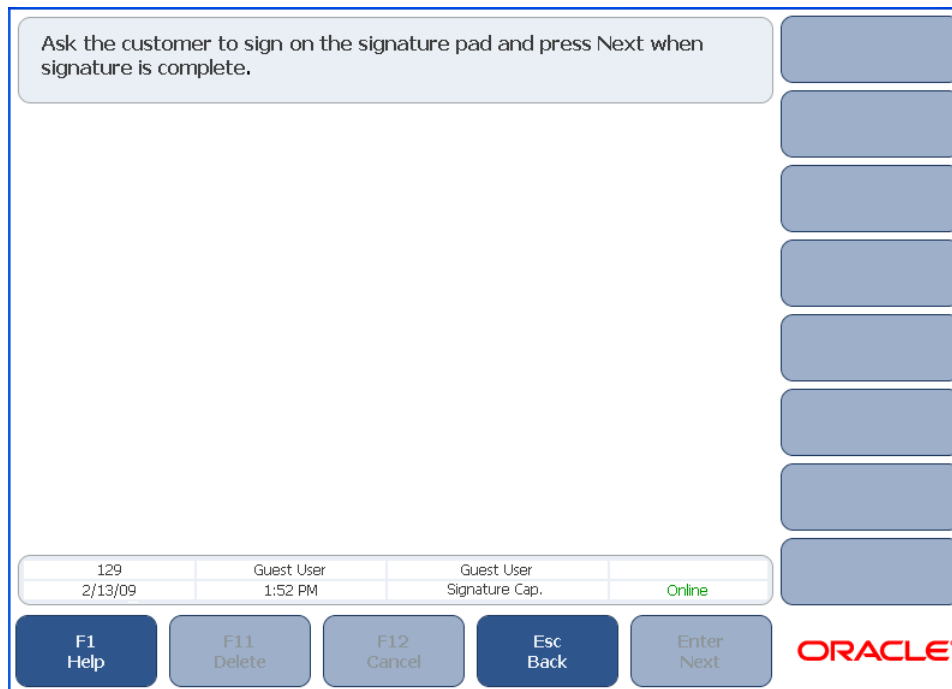 Ask the customer to sign on the signature pad and press Next when
signature is complete.
129 Guest User Guest User
2/13/09 1:52 PM Signature Cap. Online
F1 F11 F12 Esc Enter
Help Delete Cancel Back Next
ORACLE